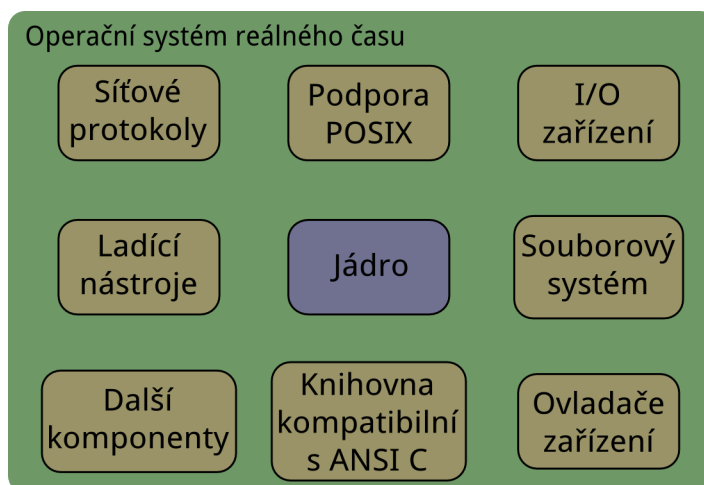 Operační systém reálného času
Síťové
protokoly
Podpora
POSIX
I/O
zařízení
Ladící
nástroje
Jádro
Souborový
systém
Další
komponenty
Knihovna
kompatibilní
s ANSI C
Ovladače
zařízení